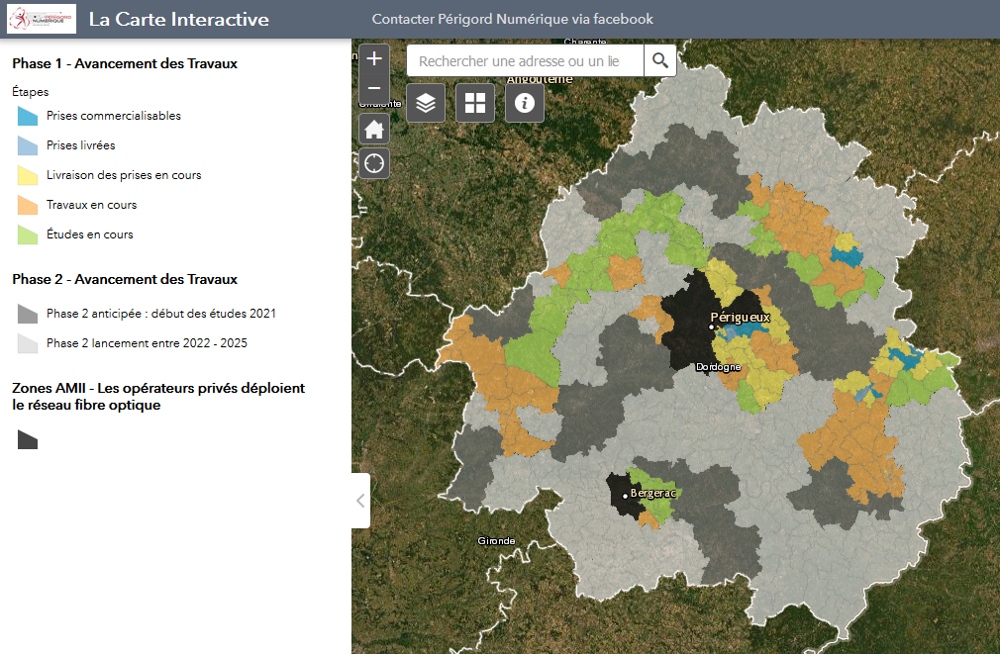 PÉRIGORD
NUMÉRIQUE
La Carte Interactive
Contacter Périgord Numérique via facebook
Phase 1 - Avancement des Travaux
Étapes
Prises commercialisables
Prises livrées
Livraison des prises en cours
Travaux en cours
Études en cours
Phase 2 - Avancement des Travaux
Phase 2 anticipée : début des études 2021
Phase 2 lancement entre 2022 - 2025
Zones AMII - Les opérateurs privés déploient
le réseau fibre optique
+
−
Rechercher une adresse ou un lie
Charente
Angoulême
Charente
Périgueux
Dordogne
Bergerac
Gironde